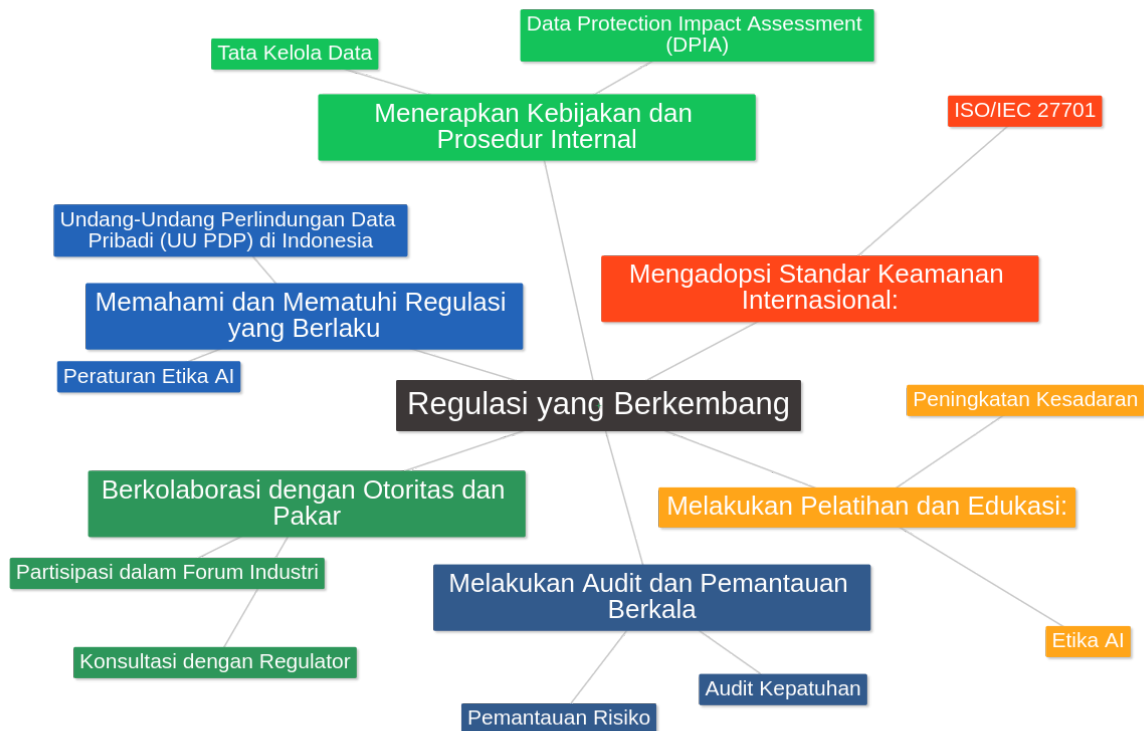 Data Protection Impact Assessment
(DPIA)
Tata Kelola Data
Menerapkan Kebijakan dan
Prosedur Internal
ISO/IEC 27701
Undang-Undang Perlindungan Data
Pribadi (UU PDP) di Indonesia
Mengadopsi Standar Keamanan
Internasional:
Memahami dan Mematuhi Regulasi
yang Berlaku
Peraturan Etika AI
Regulasi yang Berkembang
Peningkatan Kesadaran
Berkolaborasi dengan Otoritas dan
Pakar
Melakukan Pelatihan dan Edukasi:
Partisipasi dalam Forum Industri
Melakukan Audit dan Pemantauan
Berkala
Etika AI
Konsultasi dengan Regulator
Audit Kepatuhan
Pemantauan Risiko